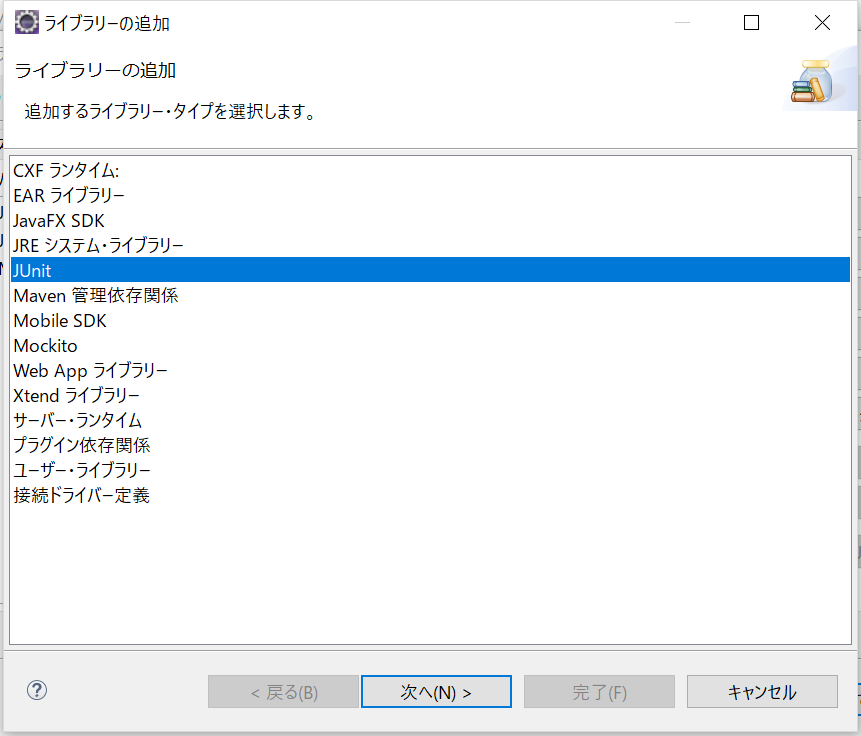 ライブラリーの追加
ライブラリーの追加
追加するライブラリー・タイプを選択します。
CXF ランタイム:
EAR ライブラリー
JavaFX SDK
JRE システム・ライブラリー
JUnit
Maven 管理依存関係
Mobile SDK
Mockito
Web App ライブラリー
Xtend ライブラリー
サーバー・ランタイム
プラグイン依存関係
ユーザー・ライブラリー
接続ドライバー定義
? < 戻る(B) 次へ(N) > 完了(F) キャンセル